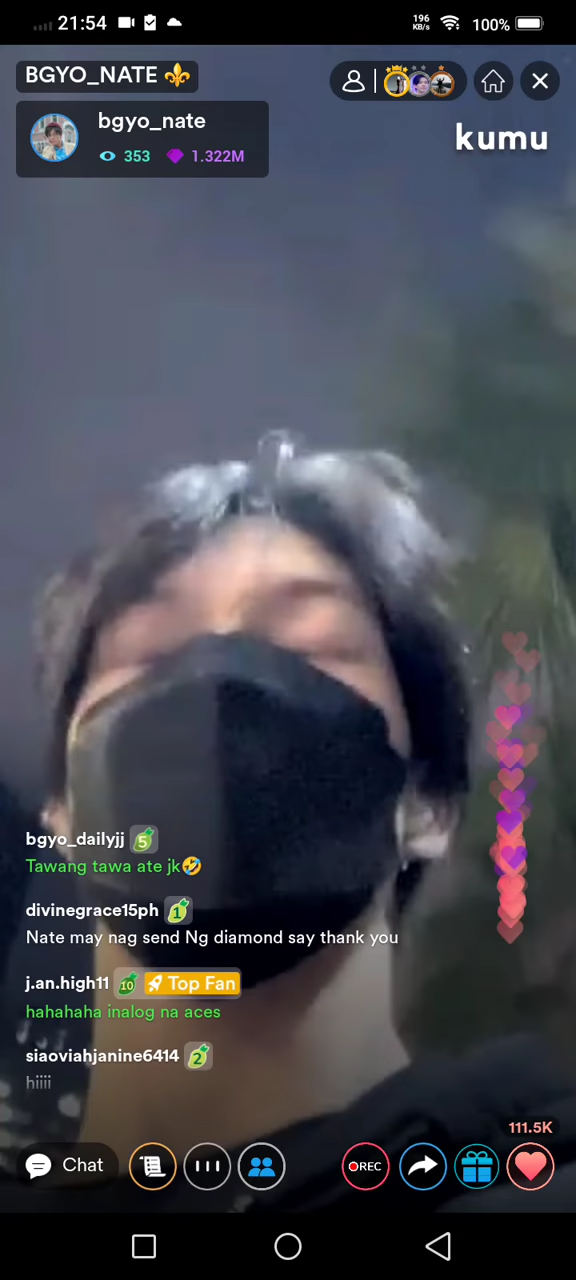 21:54
196
KB/s
100%
BGYO_NATE ⚜️
bgyo_nate
353
1.322M
kumu
bgyo_dailyjj 5
Tawang tawa ate jk🤣
divinegrace15ph 1
Nate may nag send Ng diamond say thank you
j.an.high11 10 Top Fan
hahahaha inalog na aces
siaoviahjanine6414 2
hiiii
111.5K
Chat
REC